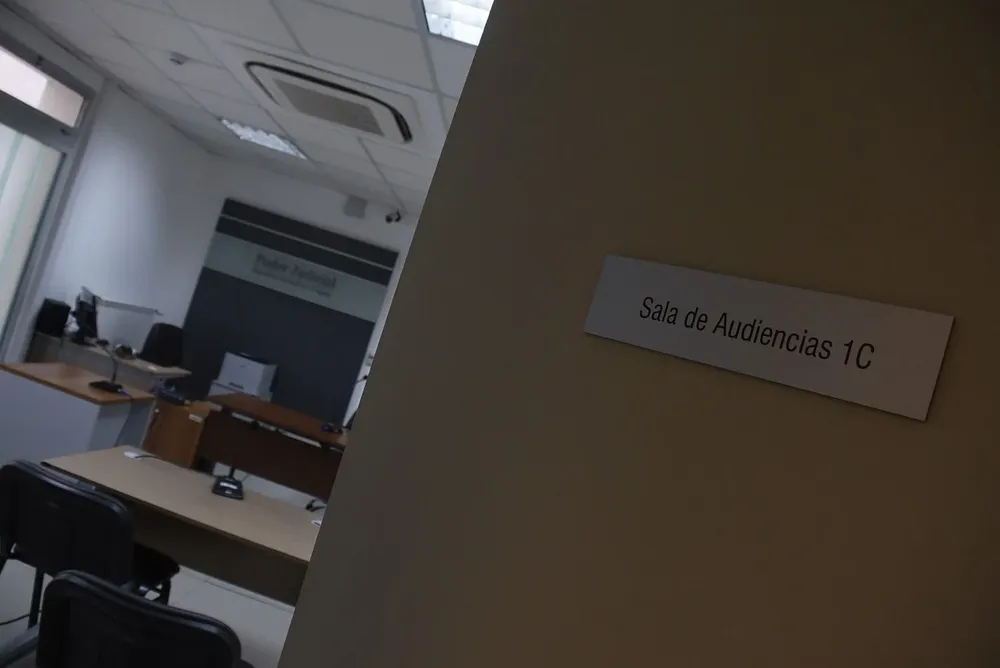 Poder Judicial
Sala de Audiencias 1C